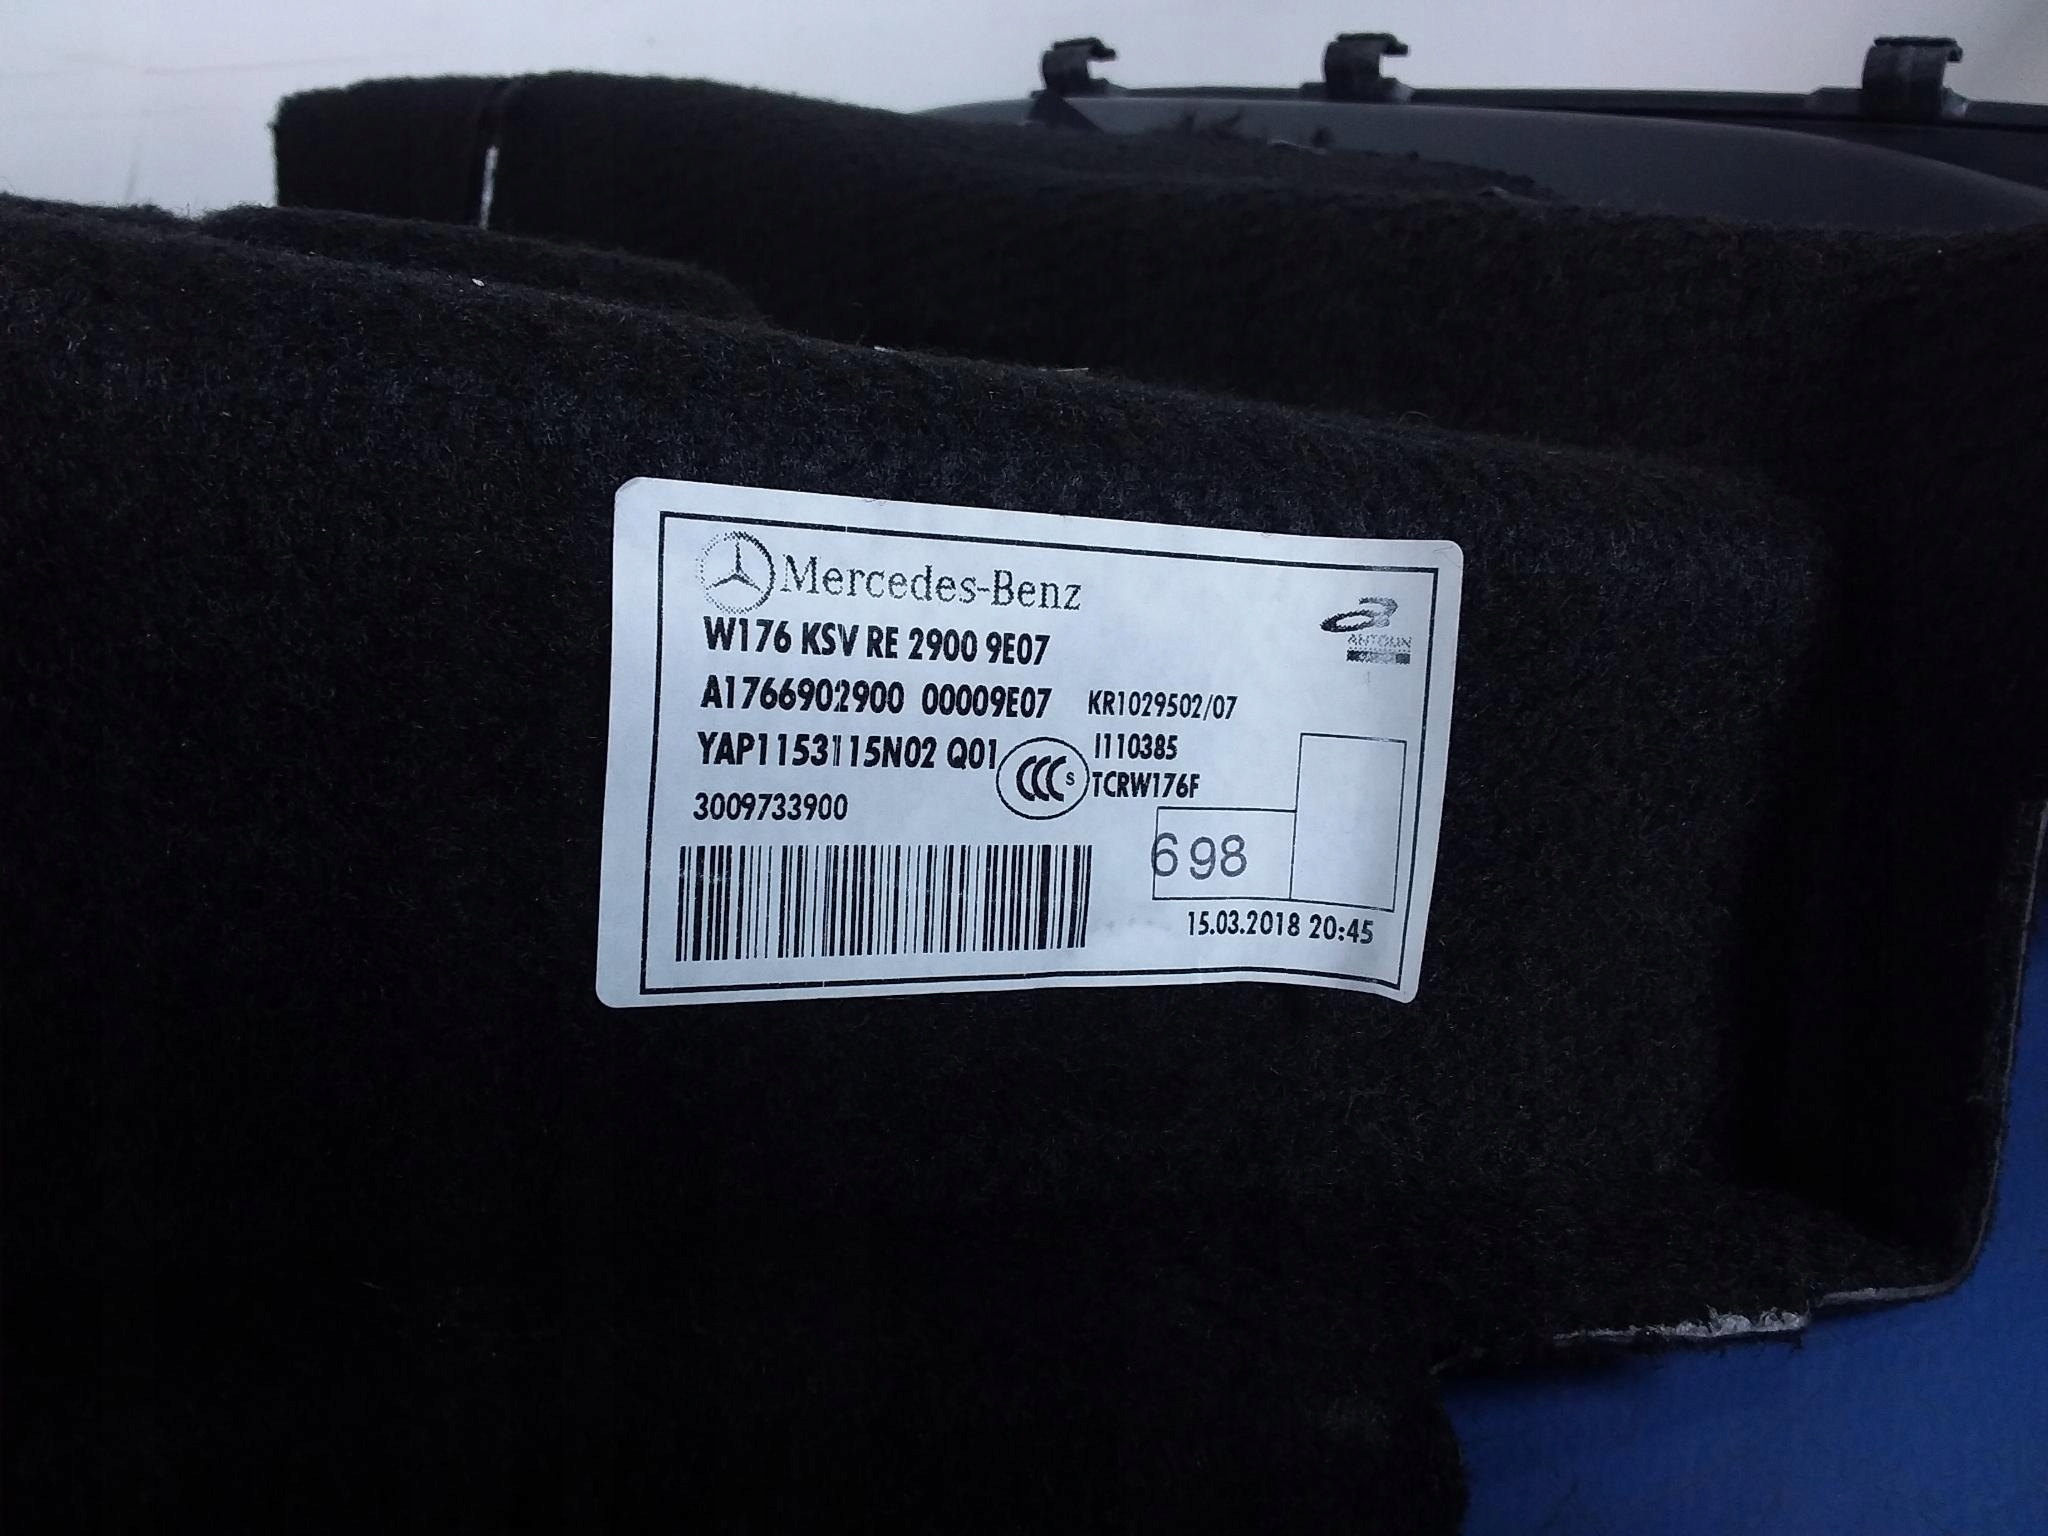 Mercedes-Benz
W176 KSV RE 2900 9E07
A1766902900 00009E07 KR1029502/07
YAP1153115N02 Q01 CCC S I110385
TCRW176F
3009733900
698
15.03.2018 20:45